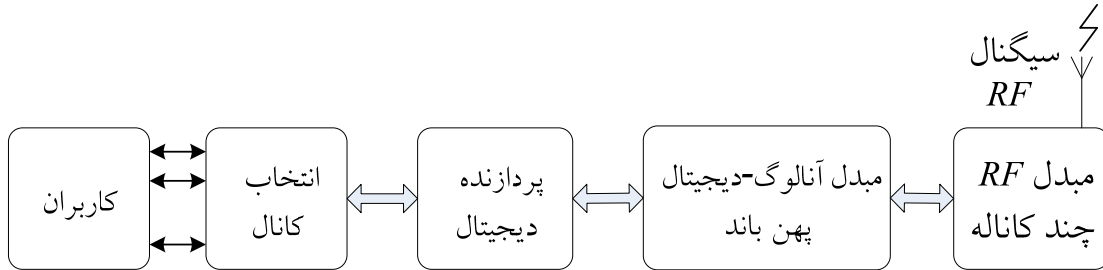 سیگنال
RF
مبدل RF
چند کاناله
مبدل آنالوگ-دیجیتال
پهن باند
پردازنده
دیجیتال
انتخاب
کانال
کاربران